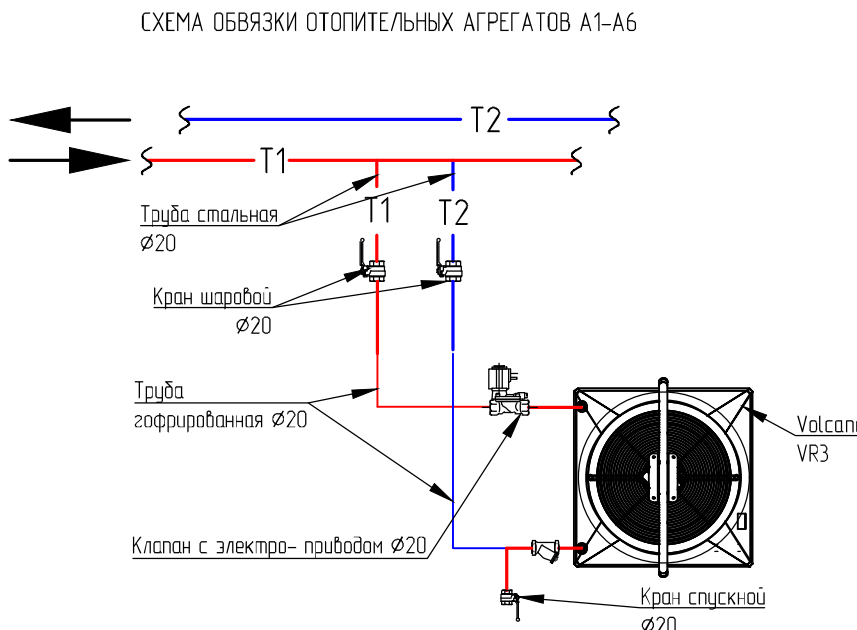 СХЕМА ОБВЯЗКИ ОТОПИТЕЛЬНЫХ АГРЕГАТОВ А1-А6
Т2
Т1
Труба стальная
Ø20
Т1
Т2
Кран шаровой
Ø20
Труба
гофрированная Ø20
Volcano
VR3
Клапан с электро- приводом Ø20
Кран спускной
Ø20